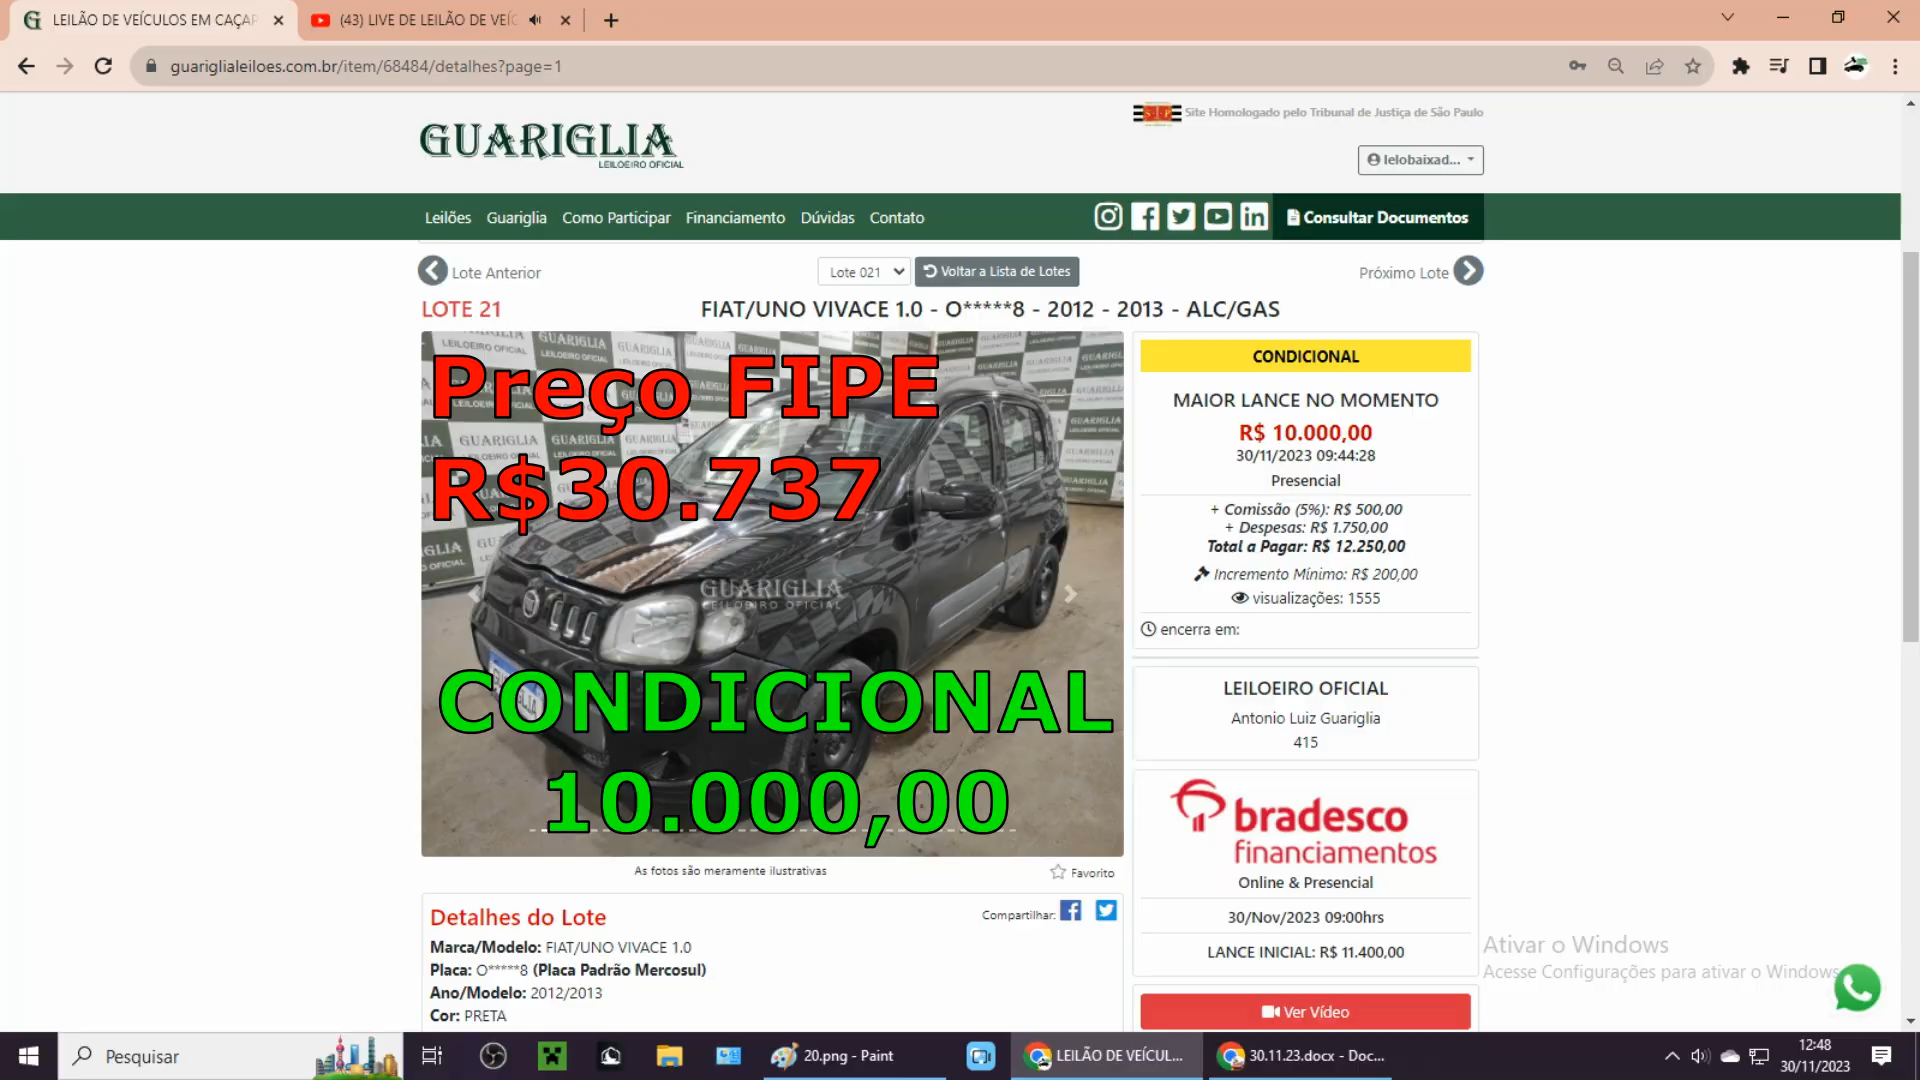 LEILÃO DE VEÍCULOS EM CAÇAP
(43) LIVE DE LEILÃO DE VEÍC
guariglialeiloes.com.br/item/68484/detalhes?page=1
GUARIGLIA
LEILOEIRO OFICIAL
Site Homologado pelo Tribunal de Justiça de São Paulo
lelobaixad...
Leilões Guariglia Como Participar Financiamento Dúvidas Contato
Consultar Documentos
Lote Anterior
Lote 021
Voltar a Lista de Lotes
Próximo Lote
LOTE 21
FIAT/UNO VIVACE 1.0 - O*****8 - 2012 - 2013 - ALC/GAS
Preço FIPE
R$30.737
GUARIGLIA
LEILOEIRO OFICIAL
CONDICIONAL
10.000,00
As fotos são meramente ilustrativas
Favorito
CONDICIONAL
MAIOR LANCE NO MOMENTO
R$ 10.000,00
30/11/2023 09:44:28
Presencial
+ Comissão (5%): R$ 500,00
+ Despesas: R$ 1.750,00
Total a Pagar: R$ 12.250,00
Incremento Mínimo: R$ 200,00
visualizações: 1555
encerra em:
LEILOEIRO OFICIAL
Antonio Luiz Guariglia
415
bradesco
financiamentos
Online & Presencial
30/Nov/2023 09:00hrs
LANCE INICIAL: R$ 11.400,00
Ver Vídeo
Detalhes do Lote
Compartilhar:
Marca/Modelo: FIAT/UNO VIVACE 1.0
Placa: O*****8 (Placa Padrão Mercosul)
Ano/Modelo: 2012/2013
Cor: PRETA
Ativar o Windows
Acesse Configurações para ativar o Windows
Pesquisar
20.png - Paint
LEILÃO DE VEÍCUL...
30.11.23.docx - Doc...
12:48
30/11/2023